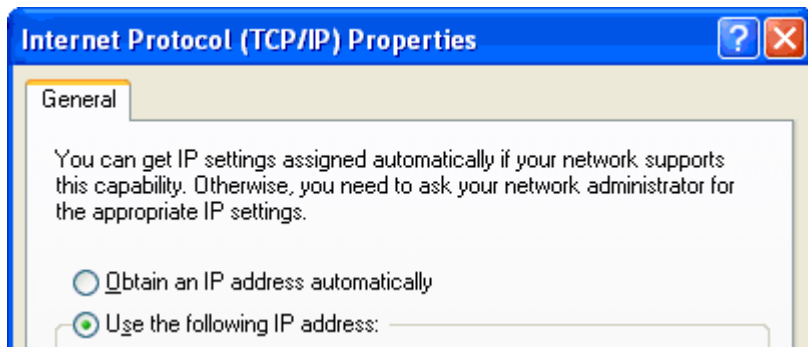 Internet Protocol (TCP/IP) Properties
General
You can get IP settings assigned automatically if your network supports
this capability. Otherwise, you need to ask your network administrator for
the appropriate IP settings.
Obtain an IP address automatically
Use the following IP address: